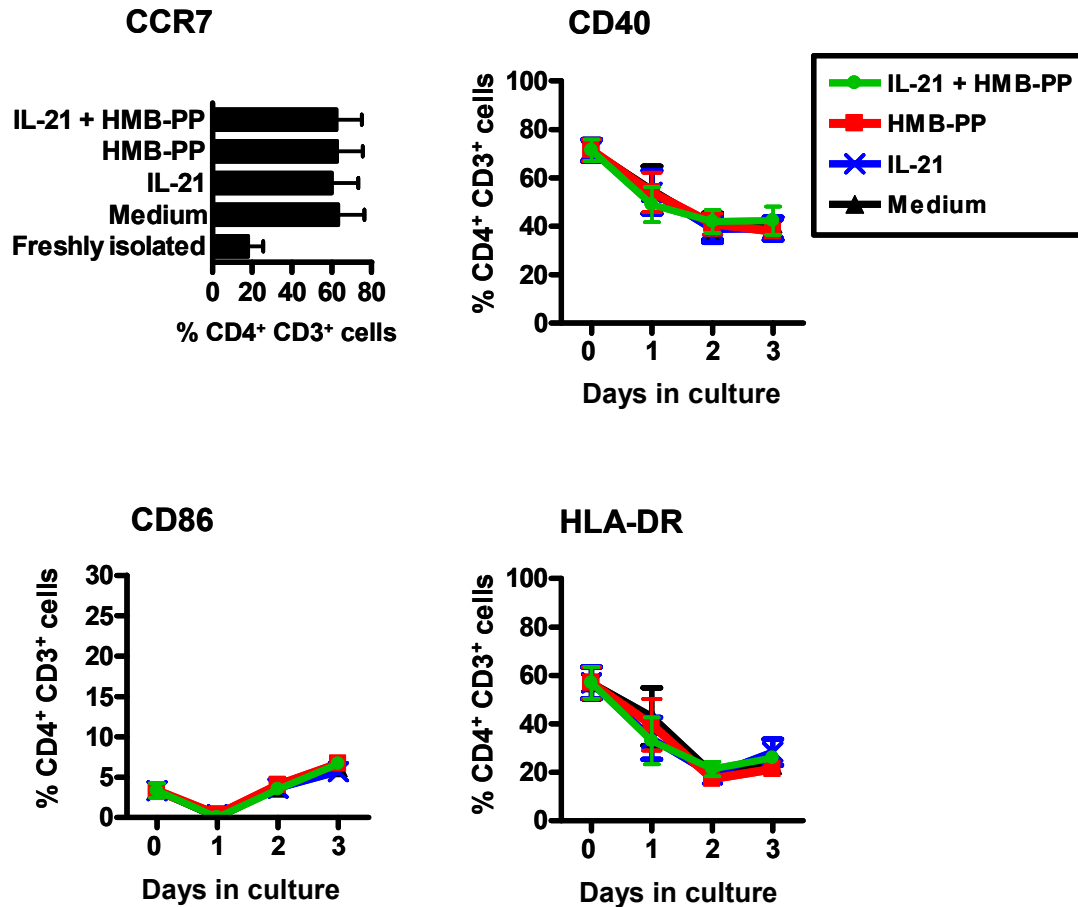 CCR7
IL-21 + HMB-PP
HMB-PP
IL-21
Medium
Freshly isolated
0 20 40 60 80
% CD4⁺ CD3⁺ cells
CD40
% CD4⁺ CD3⁺ cells
100
80
60
40
20
0
0 1 2 3
Days in culture
IL-21 + HMB-PP
HMB-PP
IL-21
Medium
CD86
% CD4⁺ CD3⁺ cells
30
25
20
15
10
5
0
0 1 2 3
Days in culture
HLA-DR
% CD4⁺ CD3⁺ cells
100
80
60
40
20
0
0 1 2 3
Days in culture